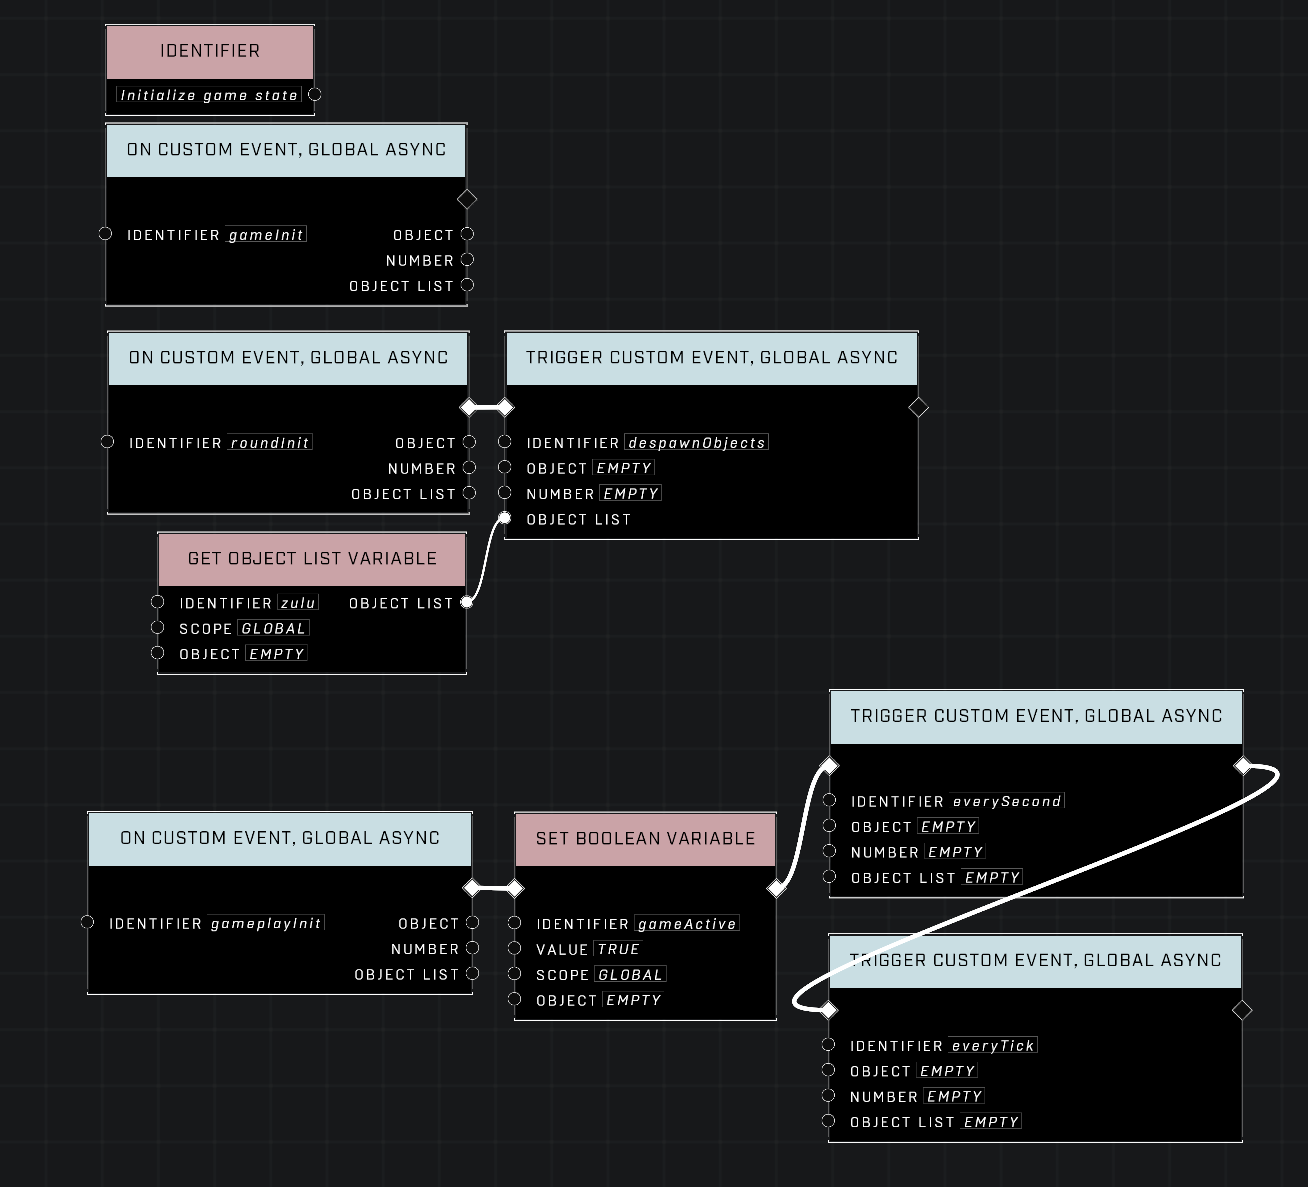 IDENTIFIER
Initialize game state
ON CUSTOM EVENT, GLOBAL ASYNC
IDENTIFIER gameInit OBJECT
NUMBER
OBJECT LIST
ON CUSTOM EVENT, GLOBAL ASYNC
IDENTIFIER roundInit OBJECT
NUMBER
OBJECT LIST
TRIGGER CUSTOM EVENT, GLOBAL ASYNC
IDENTIFIER despawnObjects
OBJECT EMPTY
NUMBER EMPTY
OBJECT LIST
GET OBJECT LIST VARIABLE
IDENTIFIER zulu OBJECT LIST
SCOPE GLOBAL
OBJECT EMPTY
ON CUSTOM EVENT, GLOBAL ASYNC
IDENTIFIER gameplayInit OBJECT
NUMBER
OBJECT LIST
SET BOOLEAN VARIABLE
IDENTIFIER gameActive
VALUE TRUE
SCOPE GLOBAL
OBJECT EMPTY
TRIGGER CUSTOM EVENT, GLOBAL ASYNC
IDENTIFIER everySecond
OBJECT EMPTY
NUMBER EMPTY
OBJECT LIST EMPTY
TRIGGER CUSTOM EVENT, GLOBAL ASYNC
IDENTIFIER everyTick
OBJECT EMPTY
NUMBER EMPTY
OBJECT LIST EMPTY